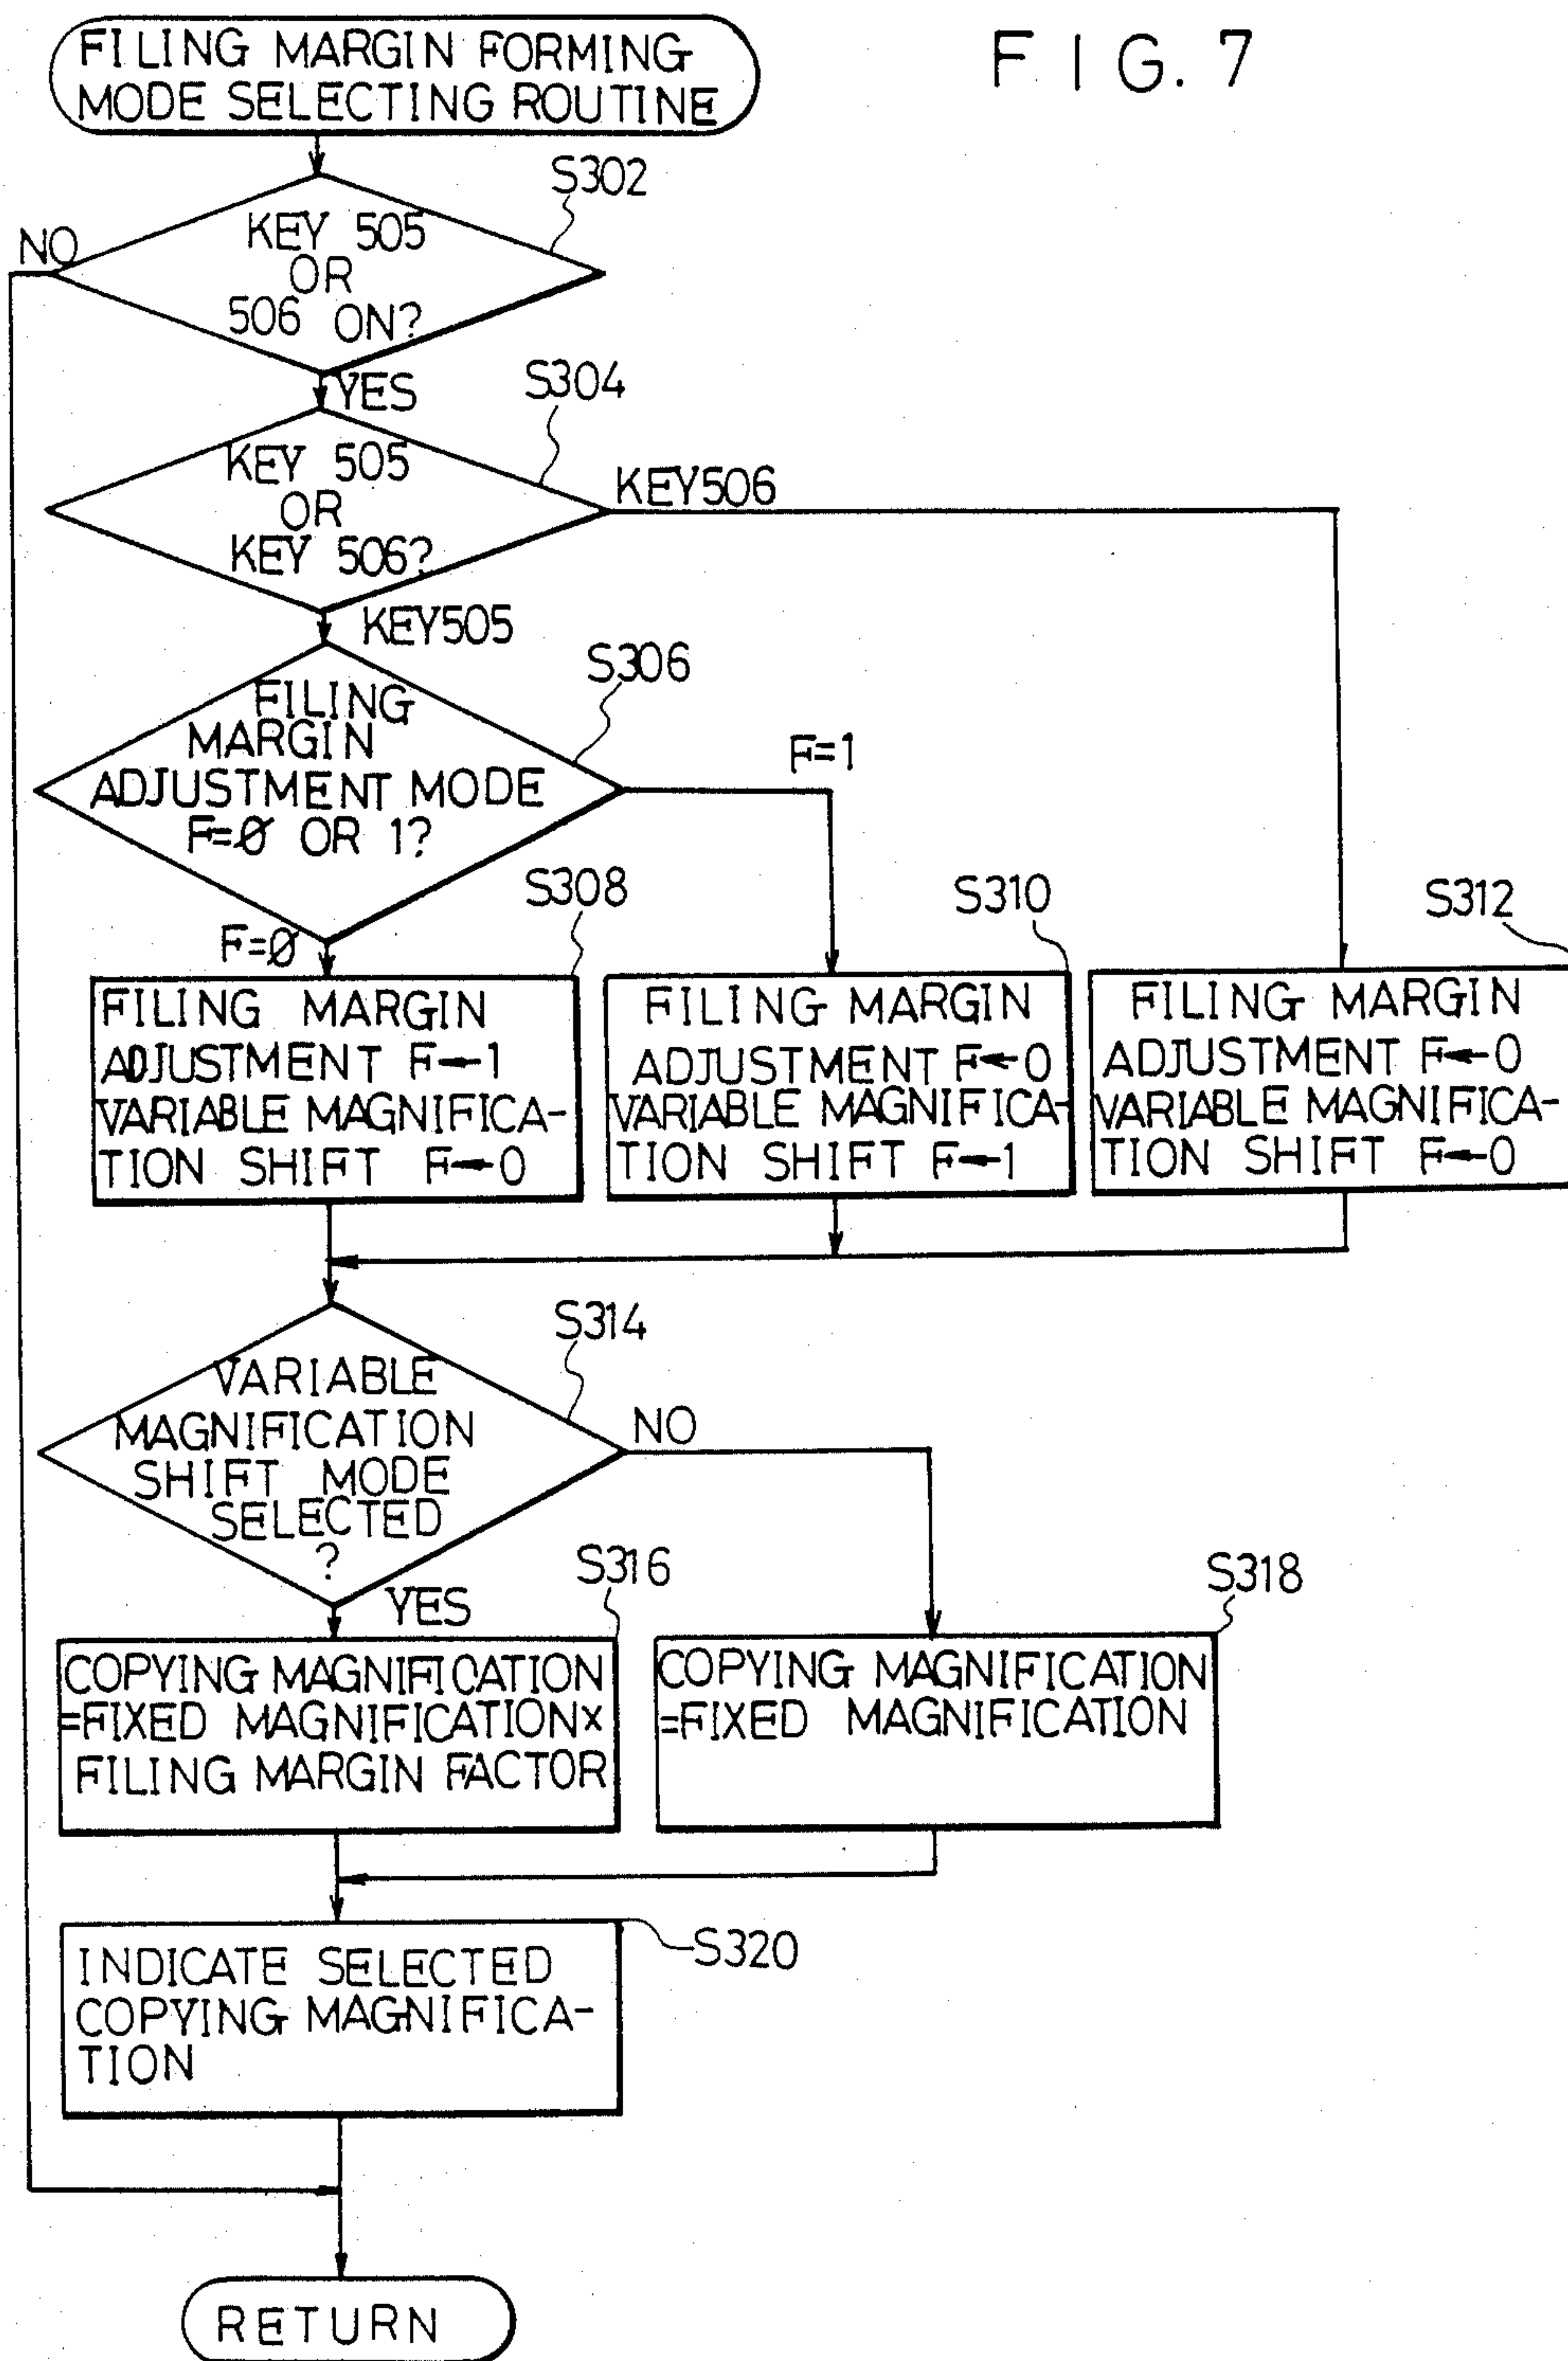 FILING MARGIN FORMING
MODE SELECTING ROUTINE
FIG. 7
S302
NO
KEY 505
OR
506 ON?
YES
S304
KEY 505
OR
KEY 506?
KEY506
KEY505
S306
FILING
MARGIN
ADJUSTMENT MODE
F=Ø OR 1?
F=1
F=Ø
S308
FILING MARGIN
ADJUSTMENT F←1
VARIABLE MAGNIFICA-
TION SHIFT F←0
S310
FILING MARGIN
ADJUSTMENT F←0
VARIABLE MAGNIFICA-
TION SHIFT F←1
S312
FILING MARGIN
ADJUSTMENT F←0
VARIABLE MAGNIFICA-
TION SHIFT F←0
S314
VARIABLE
MAGNIFICATION
SHIFT MODE
SELECTED
?
NO
YES
S316
COPYING MAGNIFICATION
=FIXED MAGNIFICATION×
FILING MARGIN FACTOR
S318
COPYING MAGNIFICATION
=FIXED MAGNIFICATION
S320
INDICATE SELECTED
COPYING MAGNIFICA-
TION
RETURN